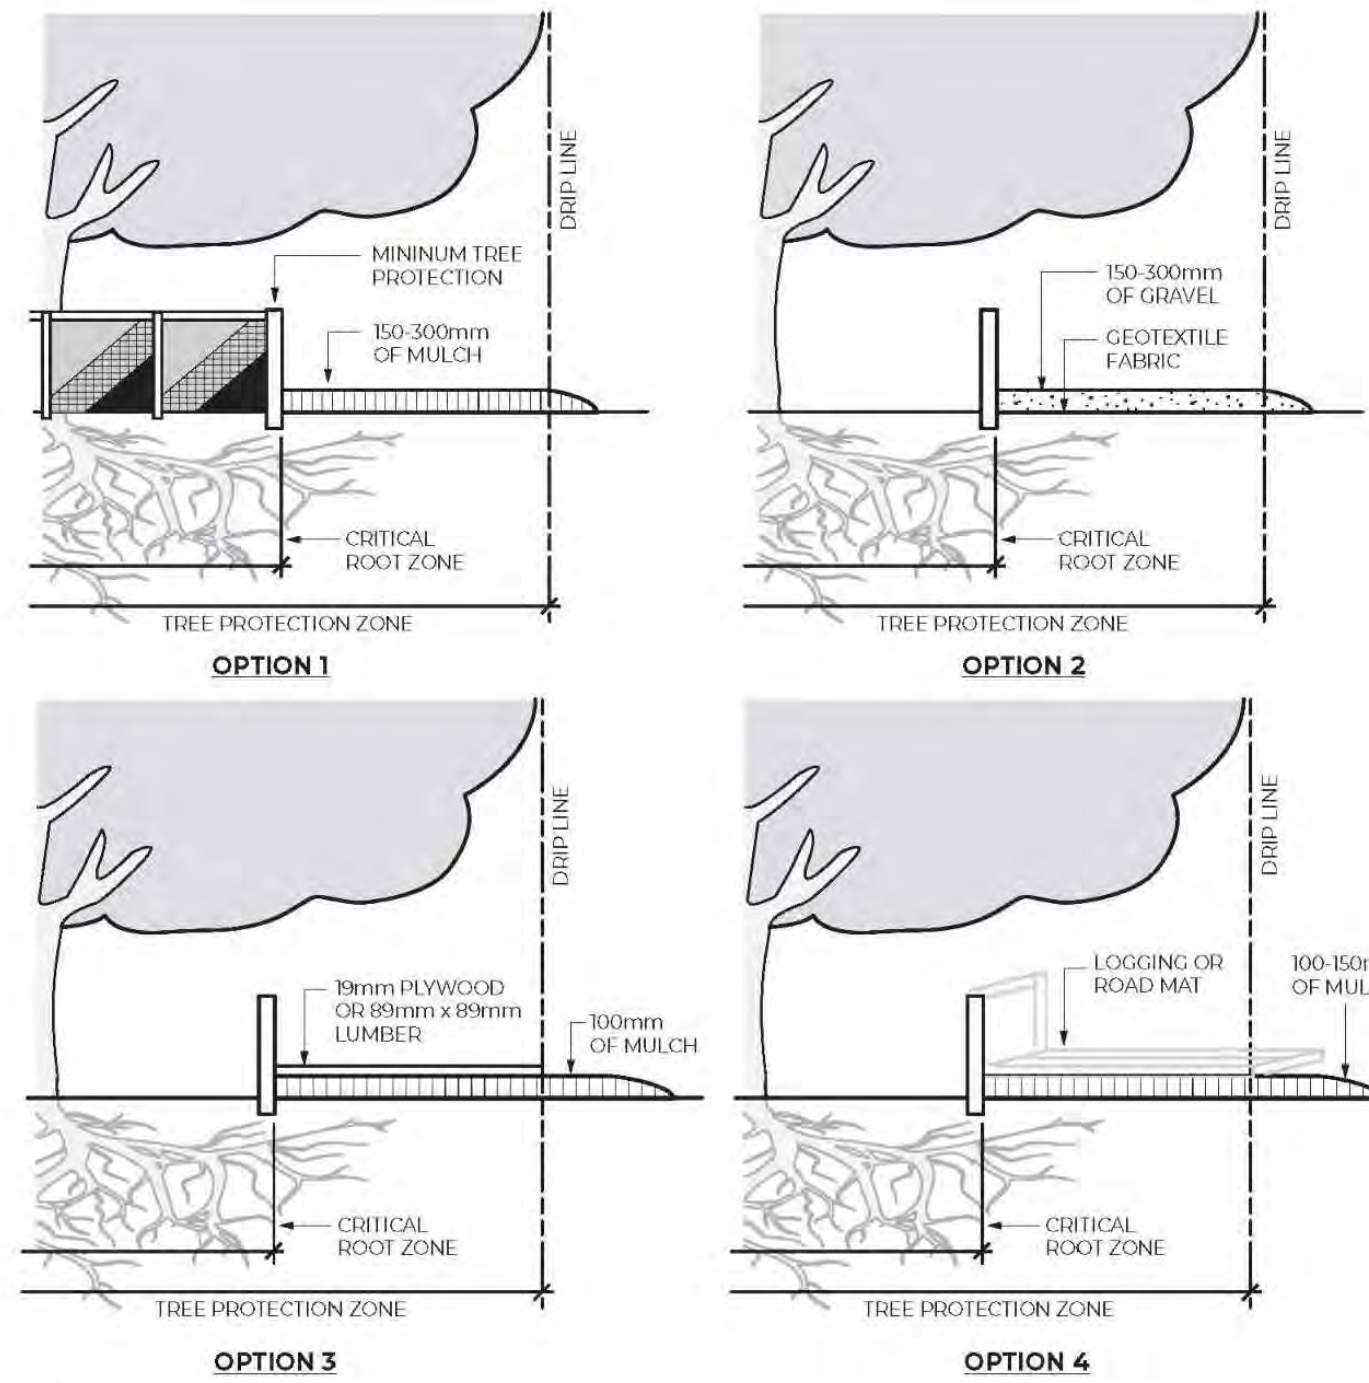 DRIP LINE
MININUM TREE
PROTECTION
150-300mm
OF MULCH
CRITICAL
ROOT ZONE
TREE PROTECTION ZONE
OPTION 1
DRIP LINE
150-300mm
OF GRAVEL
GEOTEXTILE
FABRIC
CRITICAL
ROOT ZONE
TREE PROTECTION ZONE
OPTION 2
DRIP LINE
19mm PLYWOOD
OR 89mm x 89mm
LUMBER
100mm
OF MULCH
CRITICAL
ROOT ZONE
TREE PROTECTION ZONE
OPTION 3
DRIP LINE
LOGGING OR
ROAD MAT
OF
CRITICAL
ROOT ZONE
TREE PROTECTION ZONE
OPTION 4